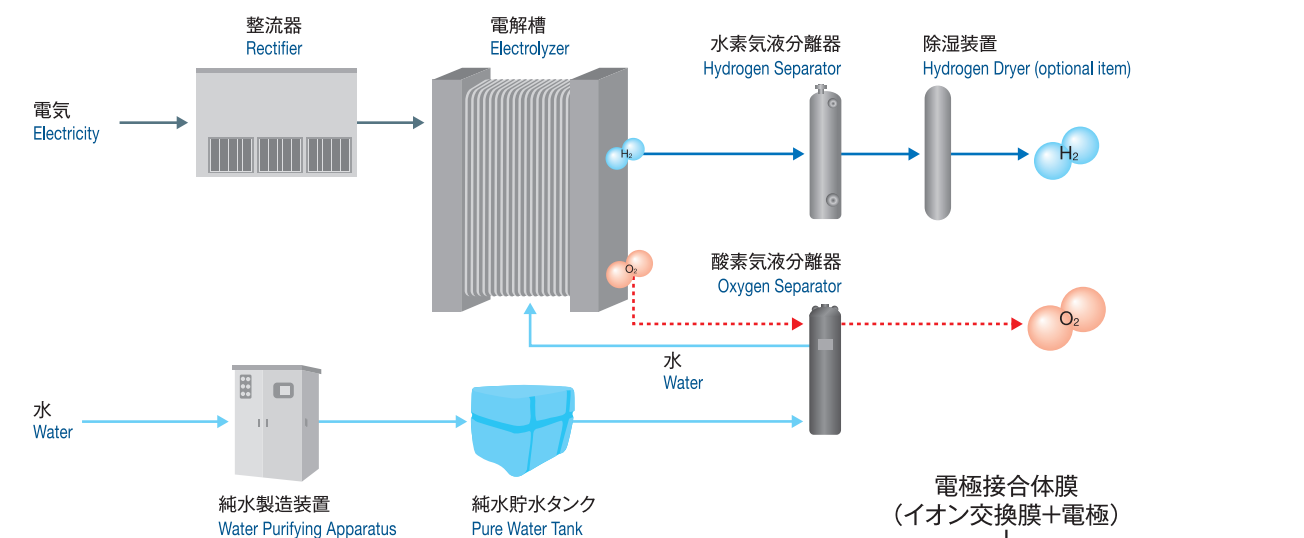 整流器
Rectifier
電解槽
Electrolyzer
水素気液分離器
Hydrogen Separator
除湿装置
Hydrogen Dryer (optional item)
電気
Electricity
H₂
H₂
O₂
酸素気液分離器
Oxygen Separator
O₂
水
Water
水
Water
純水製造装置
Water Purifying Apparatus
純水貯水タンク
Pure Water Tank
電極接合体膜
（イオン交換膜＋電極）